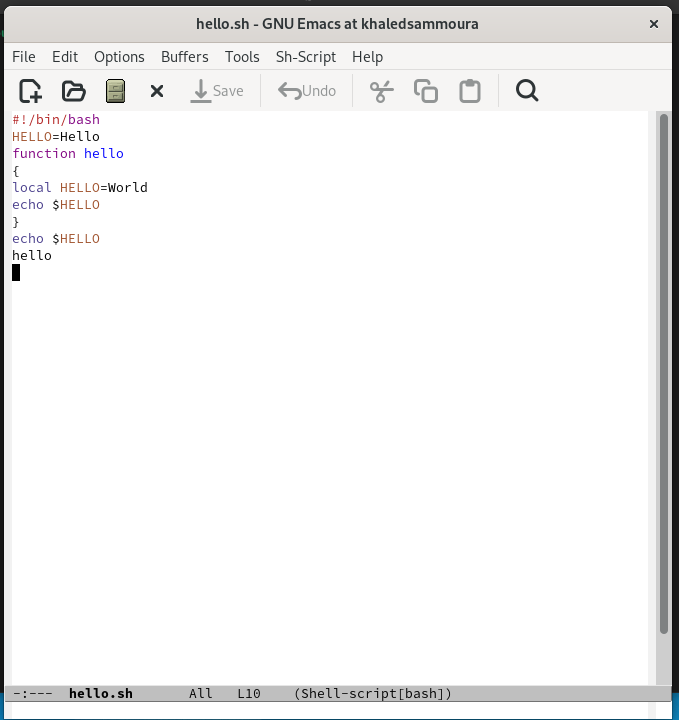 hello.sh - GNU Emacs at khaledsammoura
File Edit Options Buffers Tools Sh-Script Help
Save Undo
#!/bin/bash
HELLO=Hello
function hello
{
local HELLO=World
echo $HELLO
}
echo $HELLO
hello
-:--- hello.sh All L10 (Shell-script[bash])